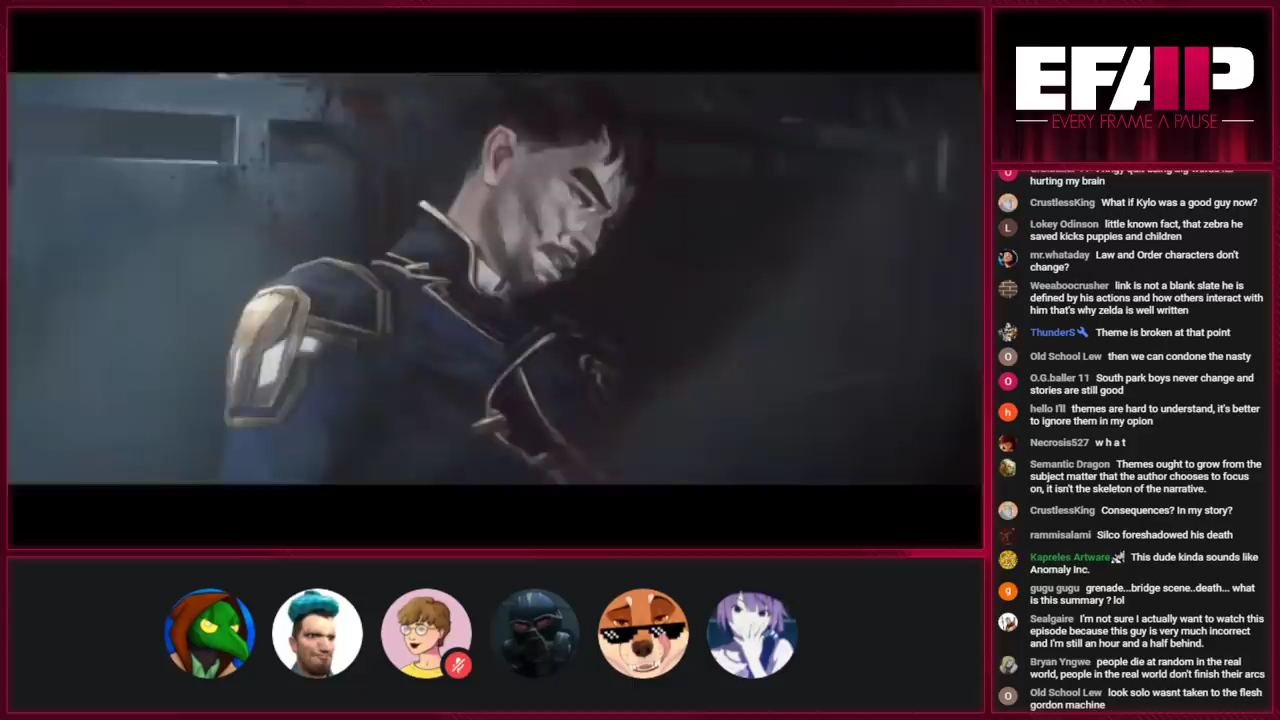 EFAP
EVERY FRAME A PAUSE
hurting my brain
CrustlessKing What if Kylo was a good guy now?
Lokey Odinson little known fact, that zebra he
saved kicks puppies and children
mr.whataday Law and Order characters don't
change?
Weeaboocrusher link is not a blank slate he is
defined by his actions and how others interact with
him that's why zelda is well written
ThunderS Theme is broken at that point
Old School Lew then we can condone the nasty
O.G.baller 11 South park boys never change and
stories are still good
hello I'll themes are hard to understand, it's better
to ignore them in my opion
Necrosis527 w h a t
Semantic Dragon Themes ought to grow from the
subject matter that the author chooses to focus
on, it isn't the skeleton of the narrative.
CrustlessKing Consequences? In my story?
rammisalami Silco foreshadowed his death
Kapreles Artware This dude kinda sounds like
Anomaly Inc.
gugu gugu grenade...bridge scene..death... what
is this summary ? lol
Sealgaire I'm not sure I actually want to watch this
episode because this guy is very much incorrect
and I'm still an hour and a half behind.
Bryan Yngwe people die at random in the real
world, people in the real world don't finish their arcs
Old School Lew look solo wasnt taken to the flesh
gordon machine